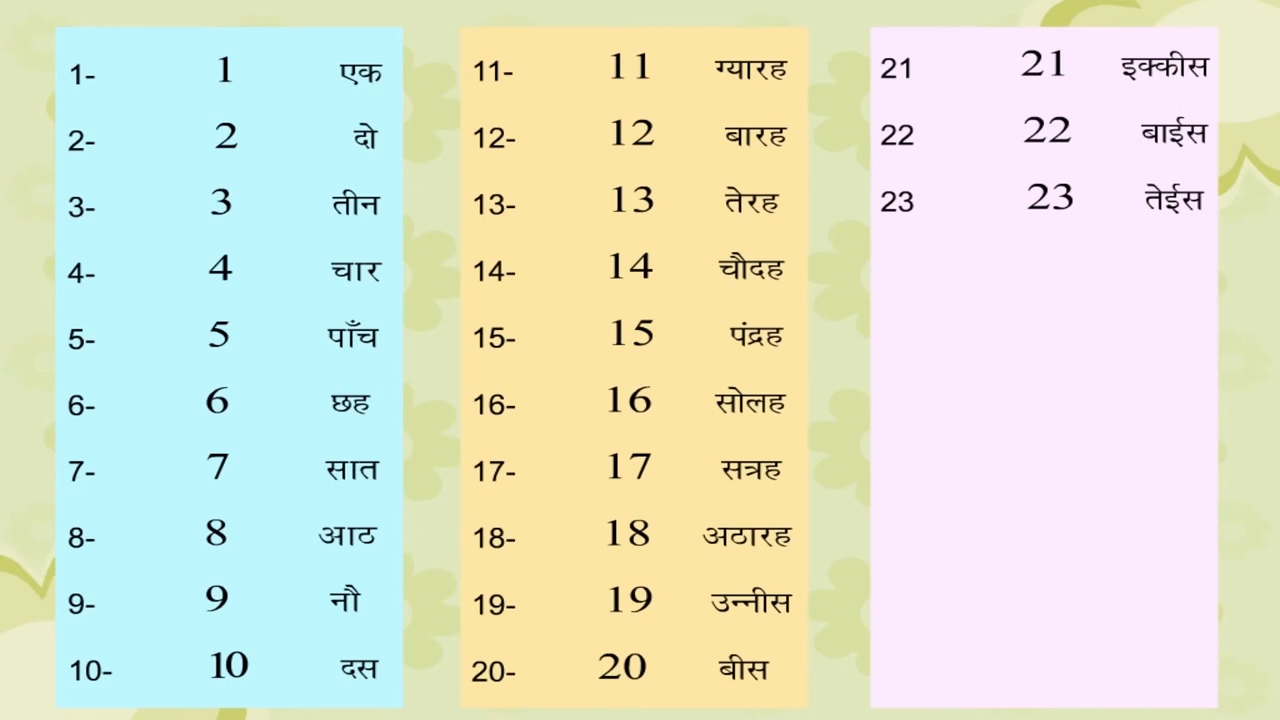 1- 1 एक
2- 2 दो
3- 3 तीन
4- 4 चार
5- 5 पाँच
6- 6 छह
7- 7 सात
8- 8 आठ
9- 9 नौ
10- 10 दस
11- 11 ग्यारह
12- 12 बारह
13- 13 तेरह
14- 14 चौदह
15- 15 पंद्रह
16- 16 सोलह
17- 17 सत्रह
18- 18 अठारह
19- 19 उन्नीस
20- 20 बीस
21 21 इक्कीस
22 22 बाईस
23 23 तेईस